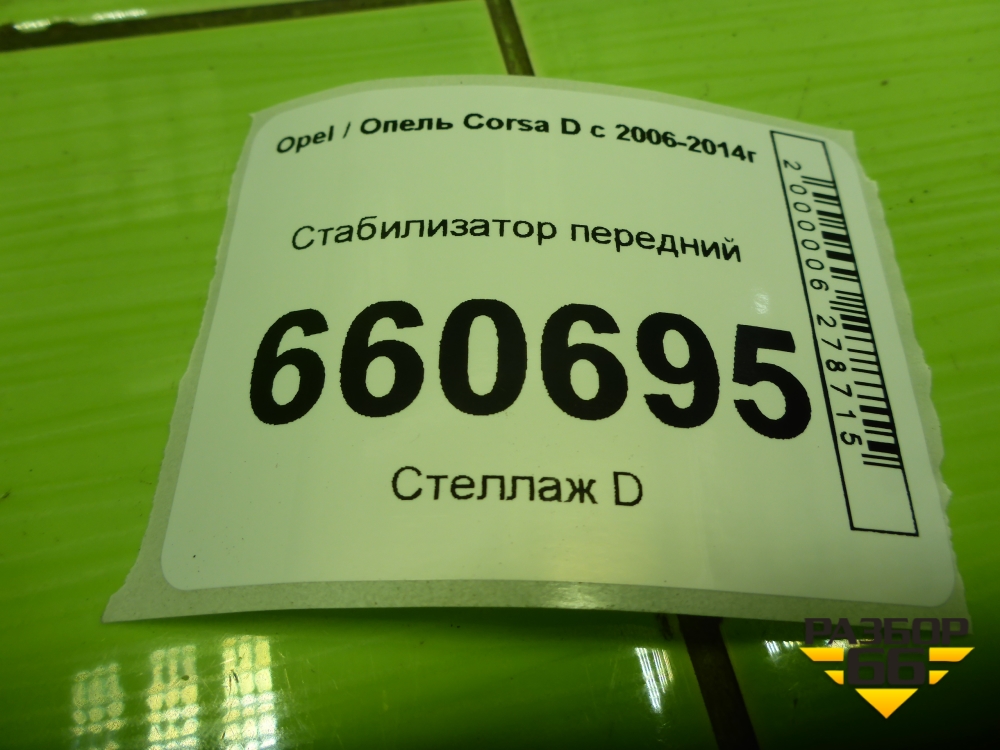 Opel / Опель Corsa D с 2006-2014г
Стабилизатор передний
660695
Стеллаж D
2000006278715
РАЗБОР
66